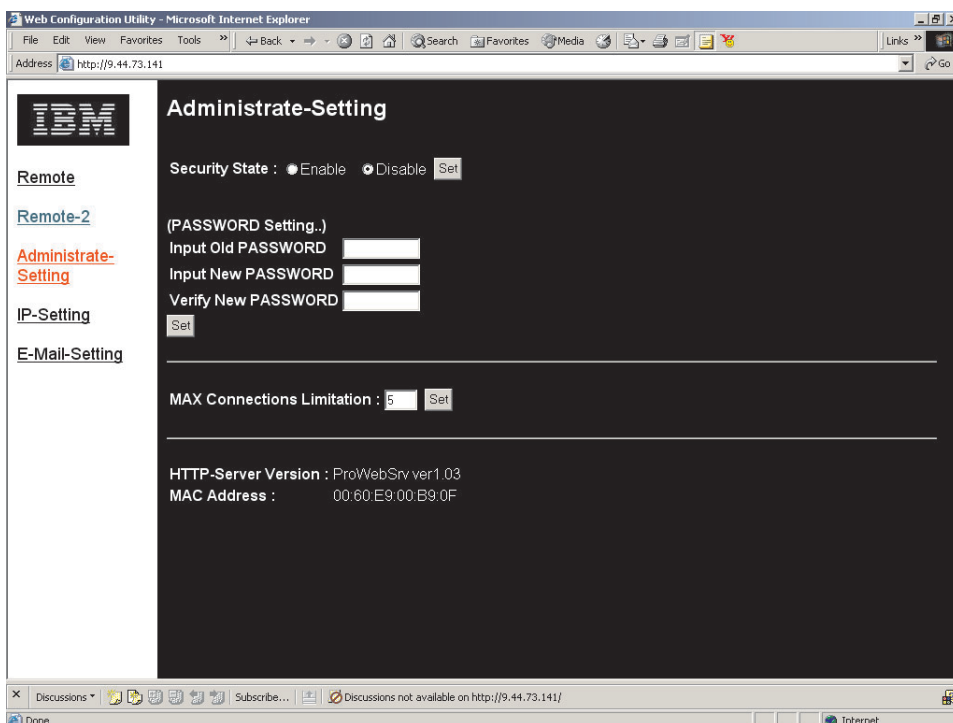 Web Configuration Utility - Microsoft Internet Explorer
File Edit View Favorites Tools » Back Search Favorites Media Links »
Address http://9.44.73.141 Go
IBM
Remote
Remote-2
Administrate-
Setting
IP-Setting
E-Mail-Setting
Administrate-Setting
Security State : Enable Disable Set
(PASSWORD Setting..)
Input Old PASSWORD
Input New PASSWORD
Verify New PASSWORD
Set
MAX Connections Limitation : 5 Set
HTTP-Server Version : ProWebSrv ver1.03
MAC Address : 00:60:E9:00:B9:0F
Discussions Subscribe... Discussions not available on http://9.44.73.141/
Done Internet